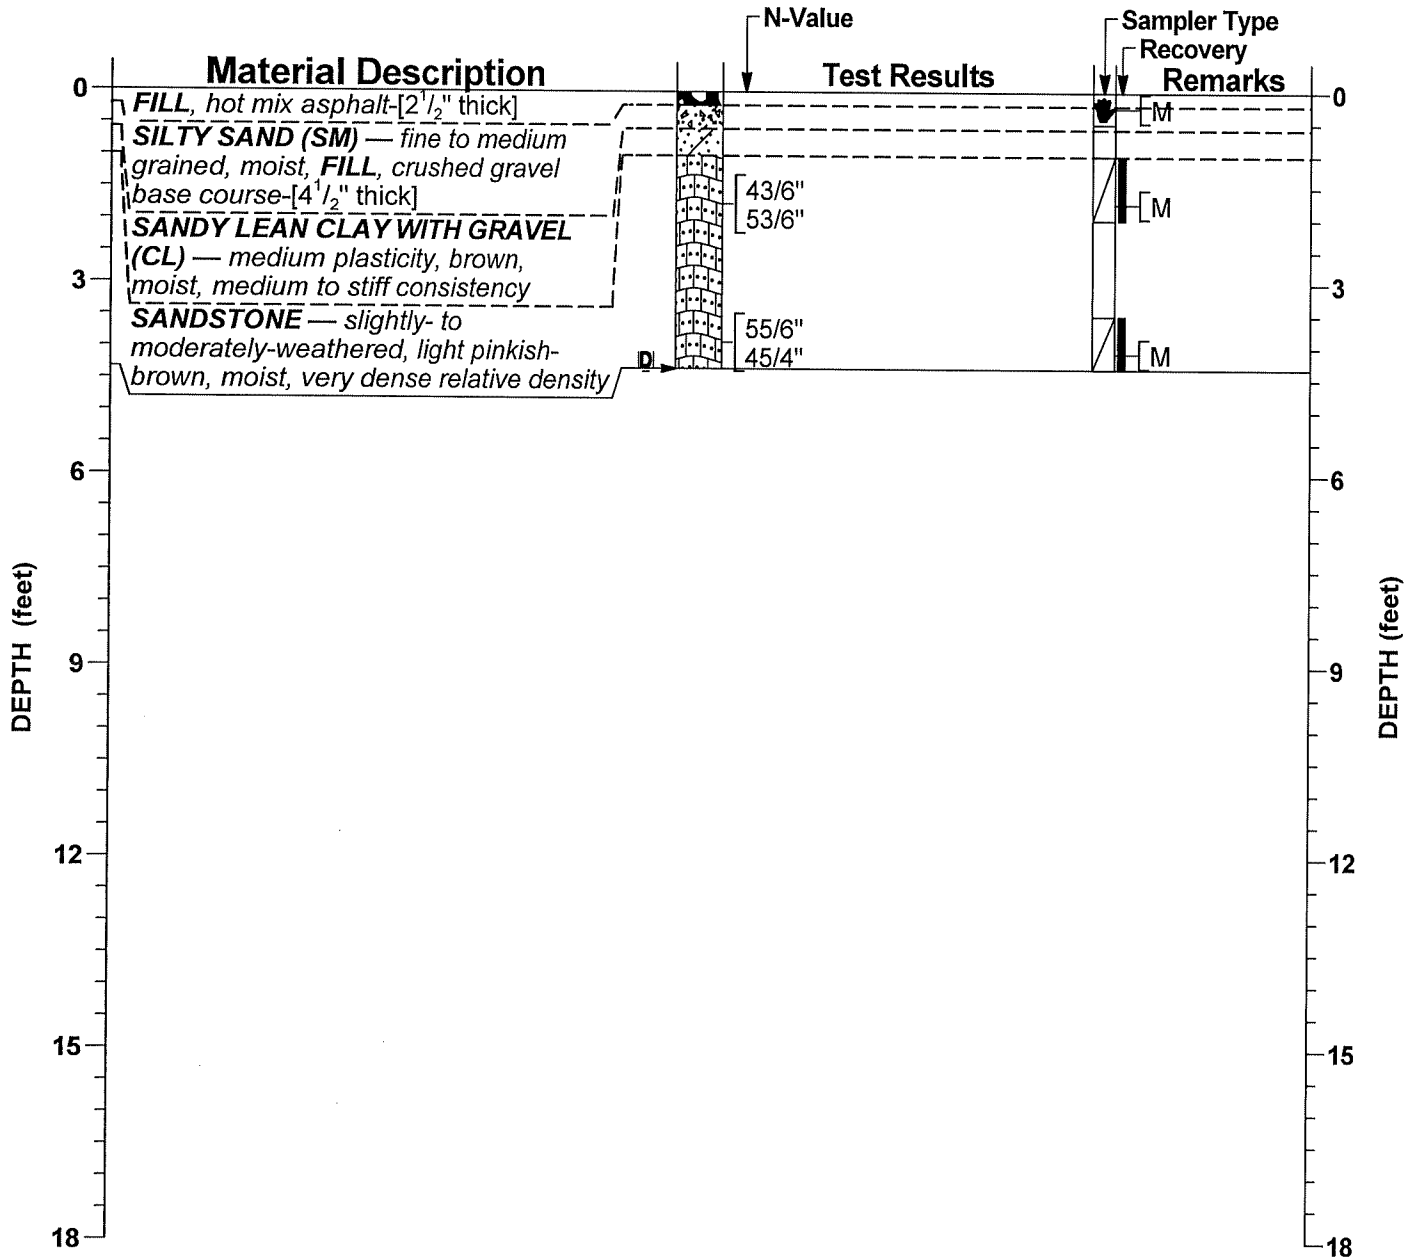 N-Value
Sampler Type
Recovery
Material Description
Test Results
Remarks
0
0
FILL, hot mix asphalt-[2 1/2" thick]
M
SILTY SAND (SM) — fine to medium
grained, moist, FILL, crushed gravel
base course-[4 1/2" thick]
43/6"
53/6"
M
SANDY LEAN CLAY WITH GRAVEL
(CL) — medium plasticity, brown,
moist, medium to stiff consistency
3
3
SANDSTONE — slightly- to
moderately-weathered, light pinkish-
brown, moist, very dense relative density
D
55/6"
45/4"
M
6
6
DEPTH (feet)
DEPTH (feet)
9
9
12
12
15
15
18
18